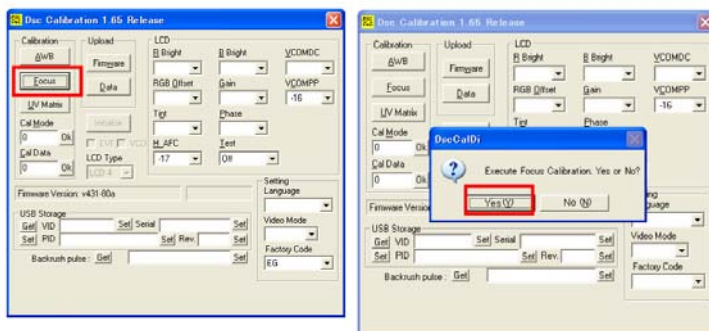 Dsc Calibration 1.65 Release
Calibration
Upload
LCD
AWB
Firmware
R Bright
B Bright
VCOMDC
Focus
Data
RGB Offset
Gain
VCOMPP
-16
UV Matrix
Tint
Phase
Cal Mode
Initialize
0
Ok
EVF
VCO
H_AFC
Test
Cal Data
LCD Type
-17
Off
0
Ok
LCD 4
Firmware Version: v431-80a
Setting
Language
USB Storage
Get VID
Set Serial
Set
Video Mode
Set PID
Set Rev.
Set
Factory Code
Backrush pulse : Get
Set
EG
Dsc Calibration 1.65 Release
Calibration
Upload
LCD
AWB
Firmware
R Bright
B Bright
VCOMDC
Focus
Data
RGB Offset
Gain
VCOMPP
-16
UV Matrix
Tint
Phase
Cal Mode
0
Ok
Cal Data
0
Ok
DscCalDi
Execute Focus Calibration. Yes or No?
Yes(Y)
No (N)
Firmware Version
USB Storage
Get VID
Set Serial
Set
Video Mode
Set PID
Set Rev.
Set
Factory Code
Backrush pulse : Get
Set